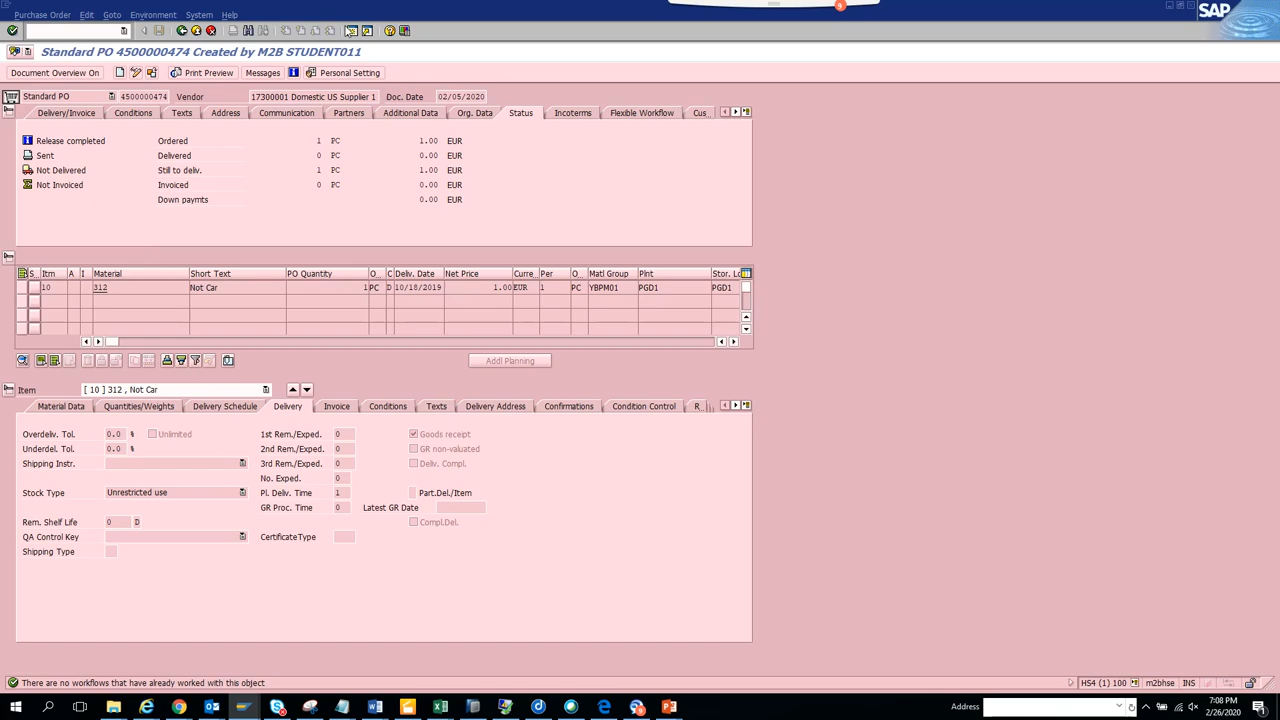 Purchase Order Edit Goto Environment System Help
SAP
9
Standard PO 4500000474 Created by M2B STUDENT011
Document Overview On Print Preview Messages Personal Setting
Standard PO 4500000474 Vendor 17300001 Domestic US Supplier 1 Doc. Date 02/05/2020
Delivery/Invoice Conditions Texts Address Communication Partners Additional Data Org. Data Status Incoterms Flexible Workflow Cus...
Release completed Ordered 1 PC 1.00 EUR
Sent Delivered 0 PC 0.00 EUR
Not Delivered Still to deliv. 1 PC 1.00 EUR
Not Invoiced Invoiced 0 PC 0.00 EUR
Down paymts 0.00 EUR
S.. Itm A I Material Short Text PO Quantity O... C Deliv. Date Net Price Curre... Per O... Matl Group Plnt Stor. Lo
10 312 Not Car 1 PC D 10/18/2019 1.00 EUR 1 PC YBPM01 PGD1 PGD1
Addl Planning
Item [ 10 ] 312 , Not Car
Material Data Quantities/Weights Delivery Schedule Delivery Invoice Conditions Texts Delivery Address Confirmations Condition Control R...
Overdeliv. Tol. 0.0 % Unlimited 1st Rem./Exped. 0 Goods receipt
Underdel. Tol. 0.0 % 2nd Rem./Exped. 0 GR non-valuated
Shipping Instr. 3rd Rem./Exped. 0 Deliv. Compl.
No. Exped. 0
Stock Type Unrestricted use Pl. Deliv. Time 1 Part.Del./Item
GR Proc. Time 0 Latest GR Date
Rem. Shelf Life 0 D Compl.Del.
QA Control Key CertificateType
Shipping Type
There are no workflows that have already worked with this object HS4 (1) 100 m2bhse INS
Address 7:08 PM
2/26/2020